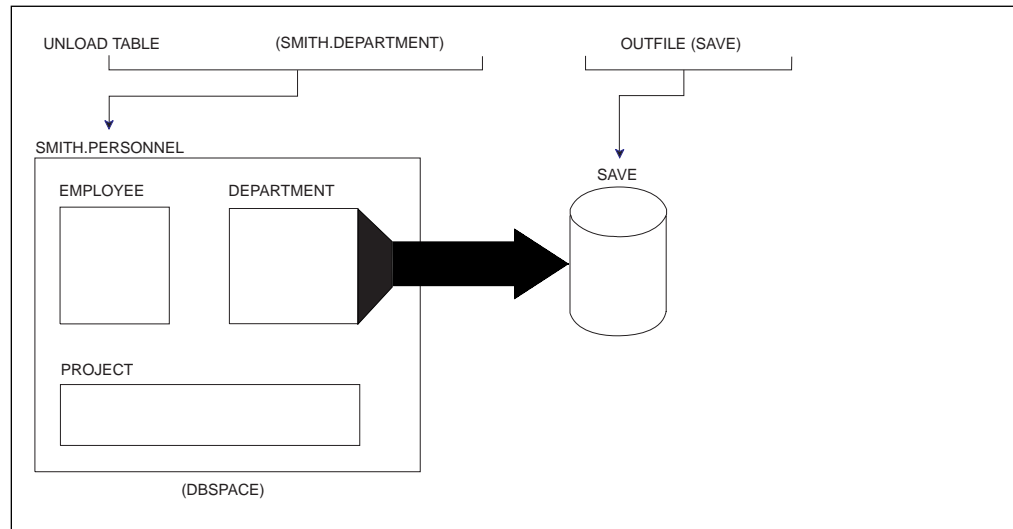 UNLOAD TABLE (SMITH.DEPARTMENT) OUTFILE (SAVE)
SMITH.PERSONNEL
SAVE
EMPLOYEE DEPARTMENT
PROJECT
(DBSPACE)